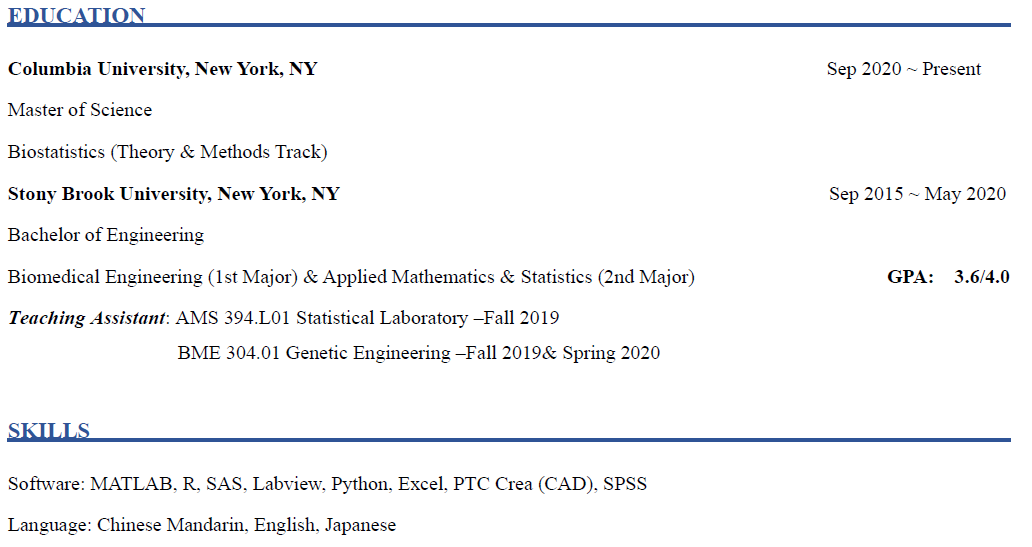 EDUCATION
Columbia University, New York, NY Sep 2020 ~ Present
Master of Science
Biostatistics (Theory & Methods Track)
Stony Brook University, New York, NY Sep 2015 ~ May 2020
Bachelor of Engineering
Biomedical Engineering (1st Major) & Applied Mathematics & Statistics (2nd Major) GPA: 3.6/4.0
Teaching Assistant: AMS 394.L01 Statistical Laboratory –Fall 2019
BME 304.01 Genetic Engineering –Fall 2019& Spring 2020
SKILLS
Software: MATLAB, R, SAS, Labview, Python, Excel, PTC Crea (CAD), SPSS
Language: Chinese Mandarin, English, Japanese